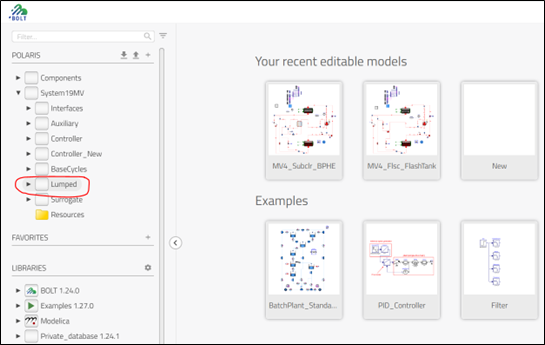 BOLT
Filter...
POLARIS
Components
System19MV
Interfaces
Auxiliary
Controller
Controller_New
BaseCycles
Lumped
Surrogate
Resources
FAVORITES
LIBRARIES
BOLT 1.24.0
Examples 1.27.0
Modelica
Private_database 1.24.1
Your recent editable models
MV4_Subclr_BPHE
MV4_Flsc_FlashTank
New
Examples
BatchPlant_Standa...
PID_Controller
Filter